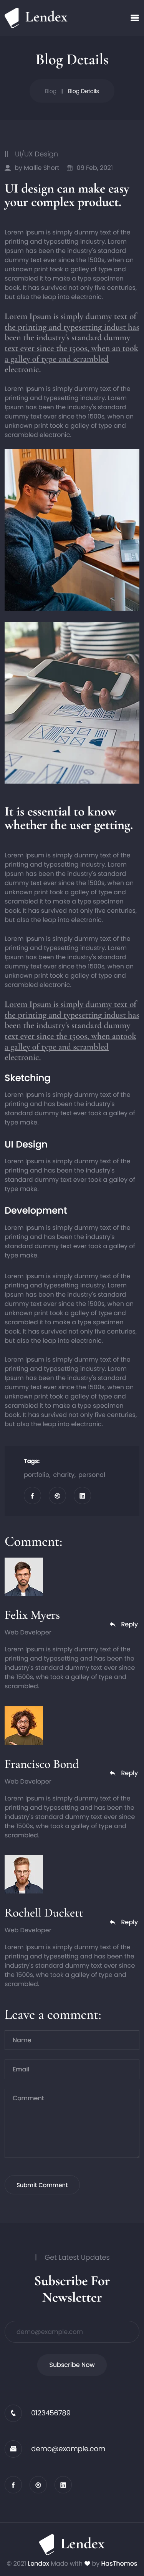 Lendex
Blog Details
Blog || Blog Details
|| UI/UX Design
by Mollie Short 09 Feb, 2021
UI design can make easy
your complex product.
Lorem Ipsum is simply dummy text of the
printing and typesetting industry. Lorem
Ipsum has been the industry's standard
dummy text ever since the 1500s, when an
unknown print took a galley of type and
scrambled it to make a type specimen
book. It has survived not only five centuries,
but also the leap into electronic.
Lorem Ipsum is simply dummy text of
the printing and typesetting indust has
been the industry's standard dummy
text ever since the 1500s, when an took
a galley of type and scrambled
electronic.
Lorem Ipsum is simply dummy text of the
printing and typesetting industry. Lorem
Ipsum has been the industry's standard
dummy text ever since the 1500s, when an
unknown print took a galley of type and
scrambled electronic.
It is essential to know
whether the user getting.
Lorem Ipsum is simply dummy text of the
printing and typesetting industry. Lorem
Ipsum has been the industry's standard
dummy text ever since the 1500s, when an
unknown print took a galley of type and
scrambled it to make a type specimen
book. It has survived not only five centuries,
but also the leap into electronic.
Lorem Ipsum is simply dummy text of the
printing and typesetting industry. Lorem
Ipsum has been the industry's standard
dummy text ever since the 1500s, when an
unknown print took a galley of type and
scrambled electronic.
Lorem Ipsum is simply dummy text of
the printing and typesetting indust has
been the industry's standard dummy
text ever since the 1500s, when antook
a galley of type and scrambled
electronic.
Sketching
Lorem Ipsum is simply dummy text of the
printing and has been the industry's
standard dummy text ever took a galley of
type make.
UI Design
Lorem Ipsum is simply dummy text of the
printing and has been the industry's
standard dummy text ever took a galley of
type make.
Development
Lorem Ipsum is simply dummy text of the
printing and has been the industry's
standard dummy text ever took a galley of
type make.
Lorem Ipsum is simply dummy text of the
printing and typesetting industry. Lorem
Ipsum has been the industry's standard
dummy text ever since the 1500s, when an
unknown print took a galley of type and
scrambled it to make a type specimen
book. It has survived not only five centuries,
but also the leap into electronic.
Lorem Ipsum is simply dummy text of the
printing and typesetting industry. Lorem
Ipsum has been the industry's standard
dummy text ever since the 1500s, when an
unknown print took a galley of type and
scrambled it to make a type specimen
book. It has survived not only five centuries,
but also the leap into electronic.
Tags:
portfolio, charity, personal
Comment:
Felix Myers
Web Developer
Reply
Lorem Ipsum is simply dummy text of the
printing and typesetting and has been the
industry's standard dummy text ever since
the 1500s, whe took a galley of type and
scrambled.
Francisco Bond
Web Developer
Reply
Lorem Ipsum is simply dummy text of the
printing and typesetting and has been the
industry's standard dummy text ever since
the 1500s, whe took a galley of type and
scrambled.
Rochell Duckett
Web Developer
Reply
Lorem Ipsum is simply dummy text of the
printing and typesetting and has been the
industry's standard dummy text ever since
the 1500s, whe took a galley of type and
scrambled.
Leave a comment:
Name
Email
Comment
Submit Comment
|| Get Latest Updates
Subscribe For
Newsletter
demo@example.com
Subscribe Now
0123456789
demo@example.com
Lendex
© 2021 Lendex Made with ❤ by HasThemes